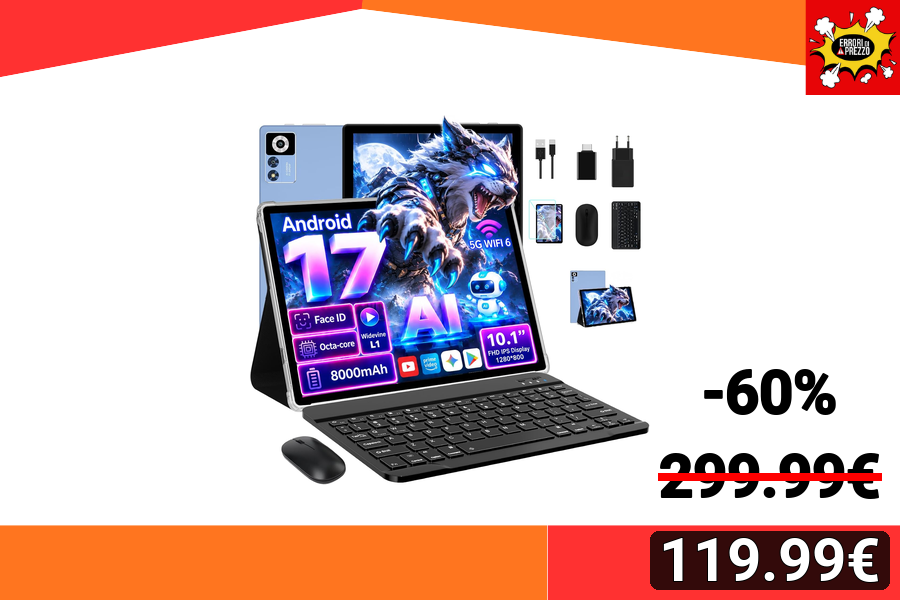 ERRORI DI
PREZZO
Android
17
5G WIFI 6
AI
Face ID
Octa-core
Widevine
L1
8000mAh
prime
video
10.1”
FHD IPS Display
1280*800
-60%
299.99€
119.99€